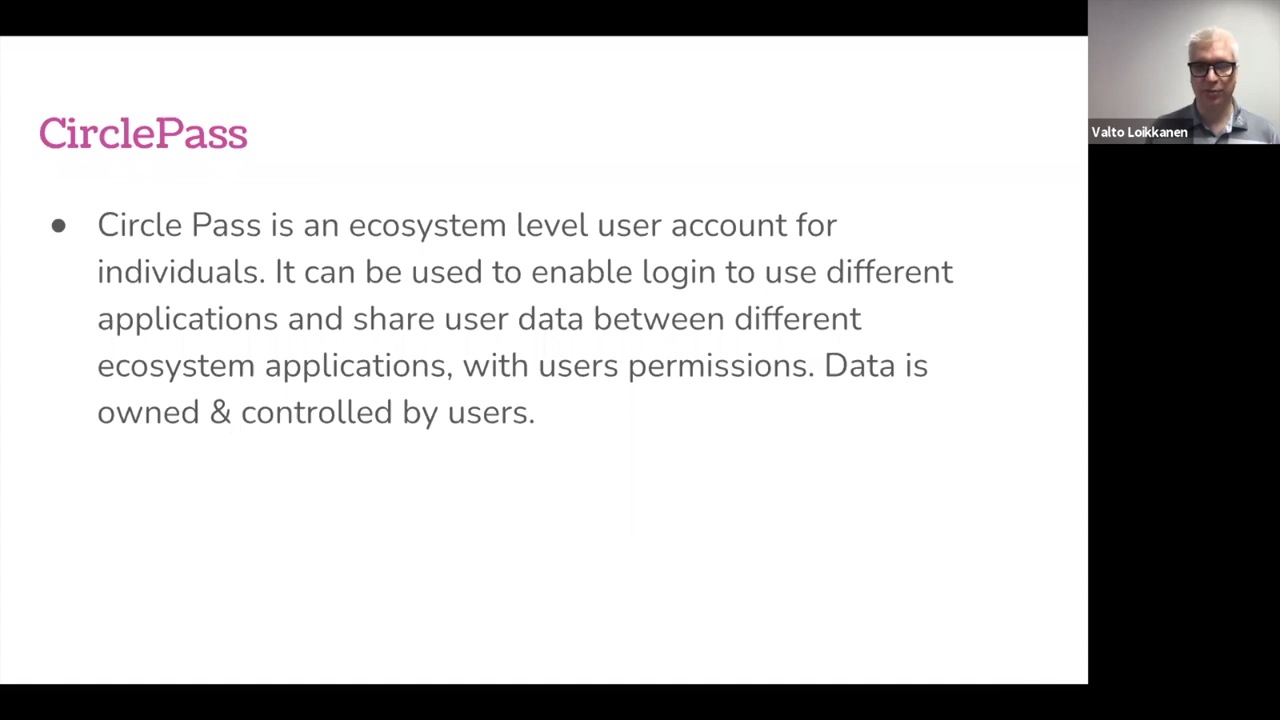 CirclePass
● Circle Pass is an ecosystem level user account for
individuals. It can be used to enable login to use different
applications and share user data between different
ecosystem applications, with users permissions. Data is
owned & controlled by users.
Valto Loikkanen